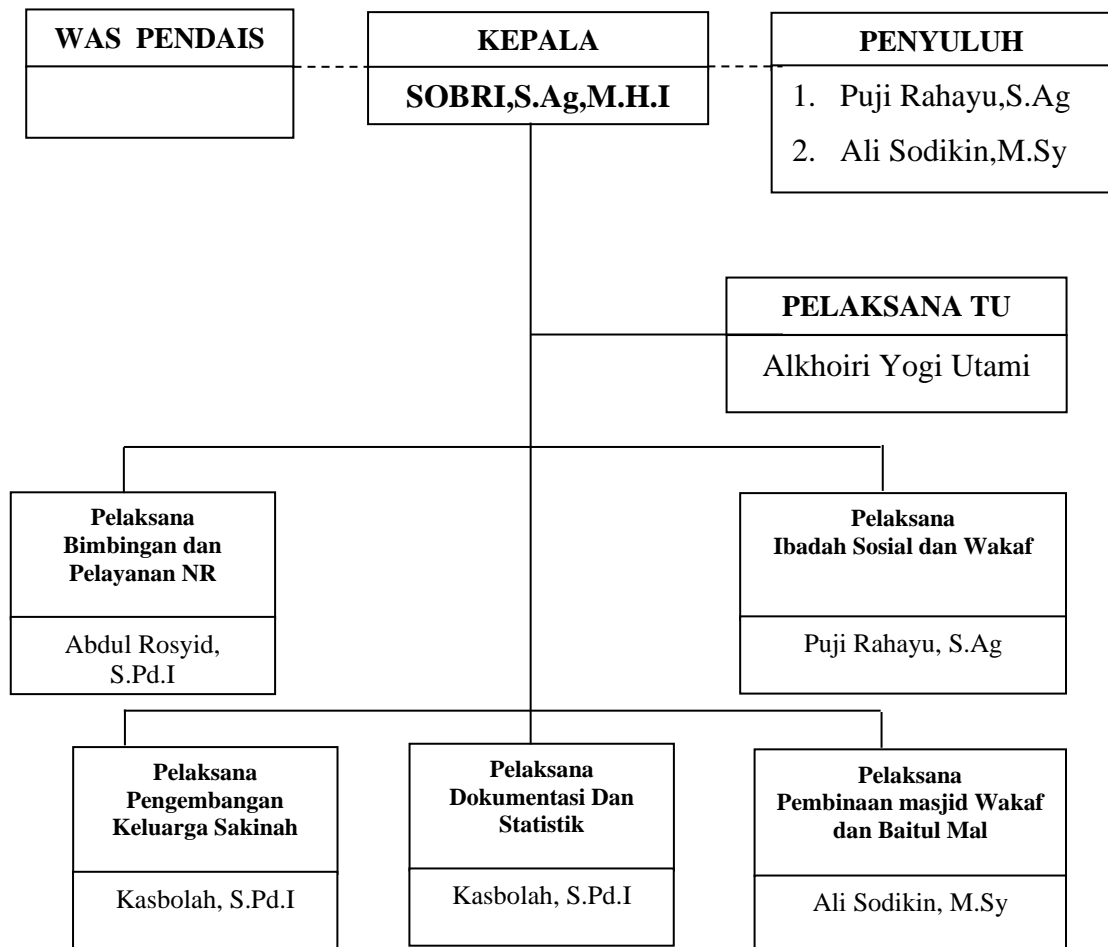 WAS PENDAIS
KEPALA
SOBRI,S.Ag,M.H.I
PENYULUH
1. Puji Rahayu,S.Ag
2. Ali Sodikin,M.Sy
PELAKSANA TU
Alkhoiri Yogi Utami
Pelaksana
Bimbingan dan
Pelayanan NR
Abdul Rosyid,
S.Pd.I
Pelaksana
Ibadah Sosial dan Wakaf
Puji Rahayu, S.Ag
Pelaksana
Pengembangan
Keluarga Sakinah
Kasbolah, S.Pd.I
Pelaksana
Dokumentasi Dan
Statistik
Kasbolah, S.Pd.I
Pelaksana
Pembinaan masjid Wakaf
dan Baitul Mal
Ali Sodikin, M.Sy